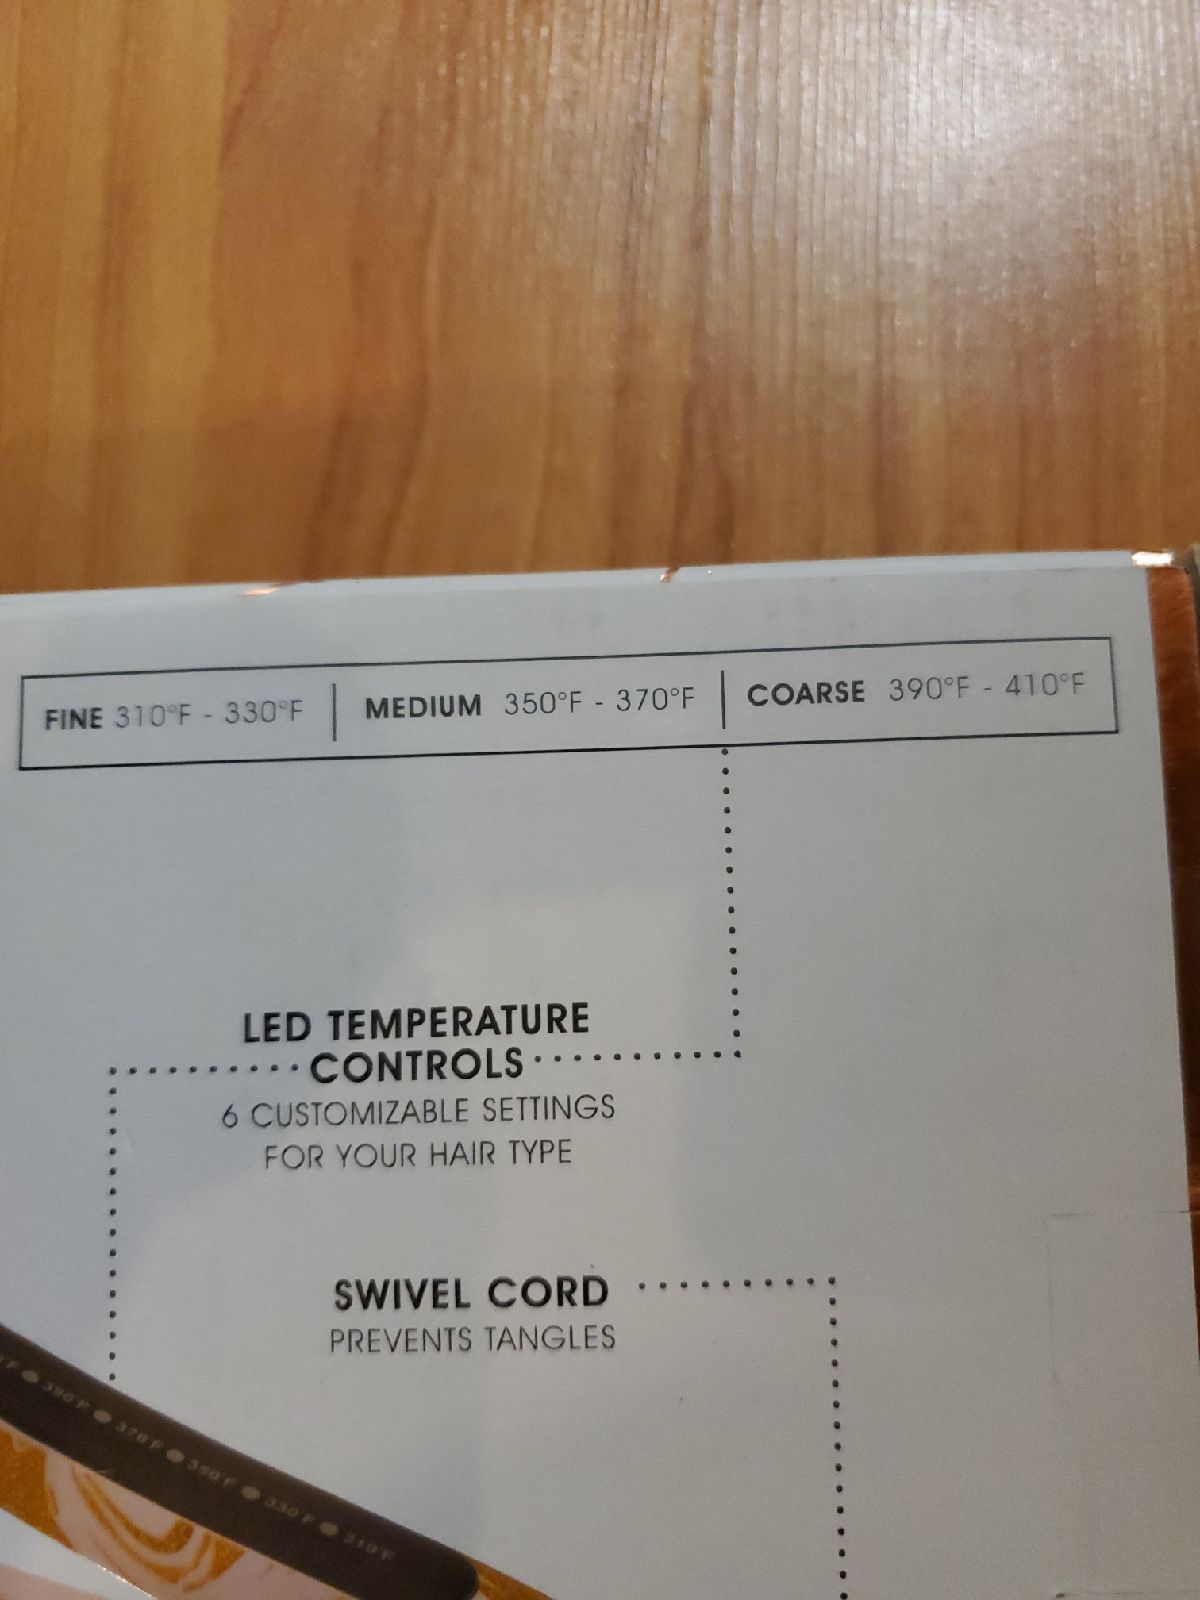 FINE 310°F - 330°F | MEDIUM 350°F - 370°F | COARSE 390°F - 410°F
LED TEMPERATURE
CONTROLS
6 CUSTOMIZABLE SETTINGS
FOR YOUR HAIR TYPE
SWIVEL CORD
PREVENTS TANGLES
390°F 370°F 350°F 330°F 310°F